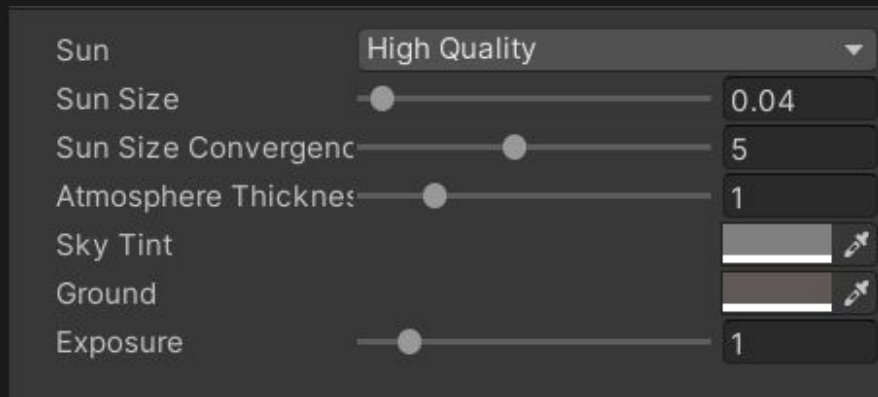 Sun High Quality
Sun Size 0.04
Sun Size Convergenc 5
Atmosphere Thicknes 1
Sky Tint
Ground
Exposure 1